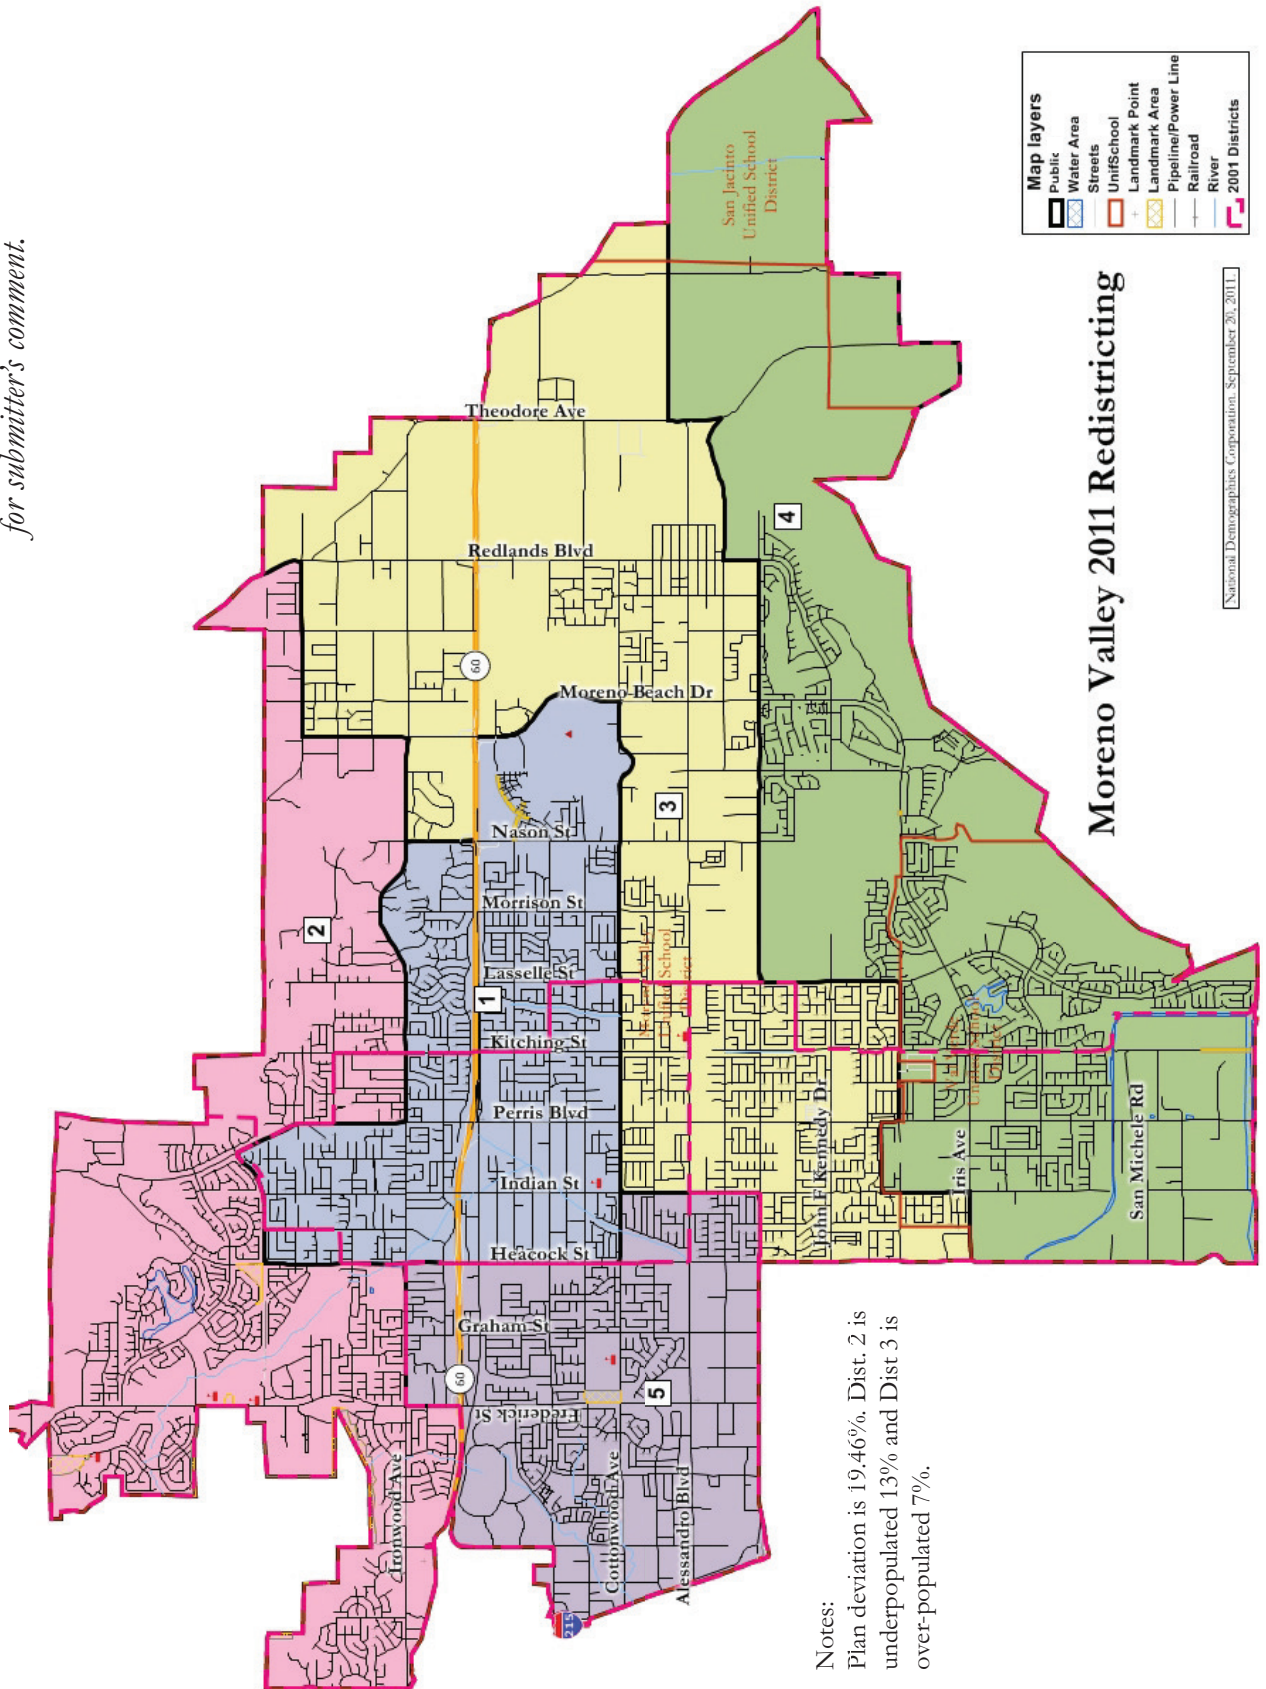 for submitter's comment.
San Jacinto
Unified School
District
Theodore Ave
Redlands Blvd
60
4
Moreno Beach Dr
3
Nason St
2
Morrison St
Lasselle St
1
Unified School
District
Kitching St
Perris Blvd
John F Kennedy Dr
Unified School
Iris Ave
San Michele Rd
Indian St
Heacock St
Graham St
60
Frederick St
5
Ironwood Ave
Cottonwood Ave
Alessandro Blvd
215
Map layers
Public
Water Area
Streets
UnifSchool
Landmark Point
Landmark Area
Pipeline/Power Line
Railroad
River
2001 Districts
Moreno Valley 2011 Redistricting
National Demographics Corporation, September 20, 2011.
Notes:
Plan deviation is 19.46%. Dist. 2 is
underpopulated 13% and Dist 3 is
over-populated 7%.